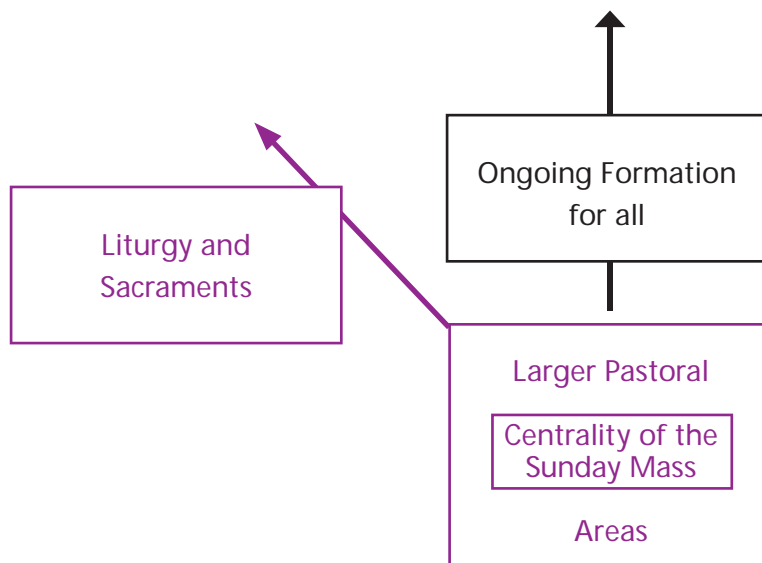 Ongoing Formation
for all
Liturgy and
Sacraments
Larger Pastoral
Centrality of the
Sunday Mass
Areas